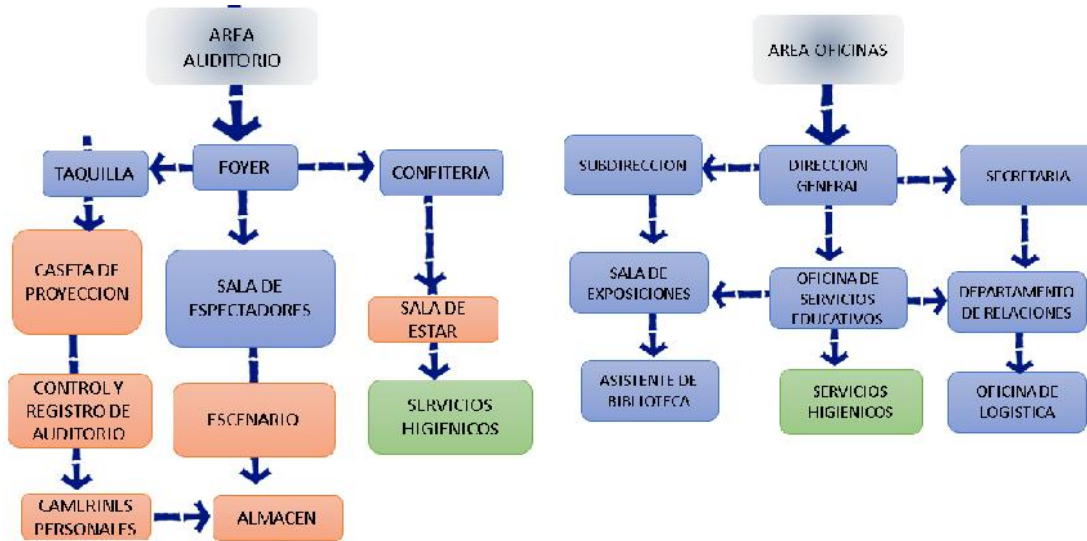 AREA
AUDITORIO
TAQUILLA
FOYER
CONFITERIA
CASETA DE
PROYECCION
SALA DE
ESPECTADORES
SALA DE
ESTAR
CONTROL Y
REGISTRO DE
AUDITORIO
ESCENARIO
SERVICIOS
HIGIENICOS
CAMERINES
PERSONALES
ALMACEN
AREA OFICINAS
SUBDIRECCION
DIRECCION
GENERAL
SECRETARIA
SALA DE
EXPOSICIONES
OFICINA DE
SERVICIOS
EDUCATIVOS
DEPARTAMENTO
DE RELACIONES
ASISTENTE DE
BIBLIOTECA
SERVICIOS
HIGIENICOS
OFICINA DE
LOGISTICA